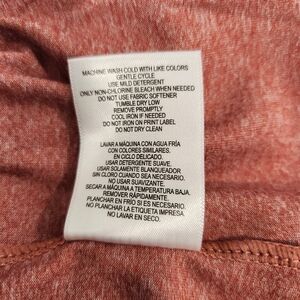 MACHINE WASH COLD WITH LIKE COLORS
GENTLE CYCLE
USE MILD DETERGENT
ONLY NON-CHLORINE BLEACH WHEN NEEDED
DO NOT USE FABRIC SOFTENER
TUMBLE DRY LOW
REMOVE PROMPTLY
COOL IRON IF NEEDED
DO NOT IRON ON PRINT LABEL
DO NOT DRY CLEAN
LAVAR A MÁQUINA CON AGUA FRÍA
CON COLORES SIMILARES.
EN CICLO DELICADO.
USAR DETERGENTE SUAVE.
USAR SOLAMENTE BLANQUEADOR
SIN CLORO CUANDO SEA NECESARIO.
NO USAR SUAVIZANTE.
SECAR A MÁQUINA A TEMPERATURA BAJA.
REMOVER RÁPIDAMENTE.
PLANCHAR EN FRÍO SI ES NECESARIO.
NO PLANCHAR LA ETIQUETA IMPRESA.
NO LAVAR EN SECO.